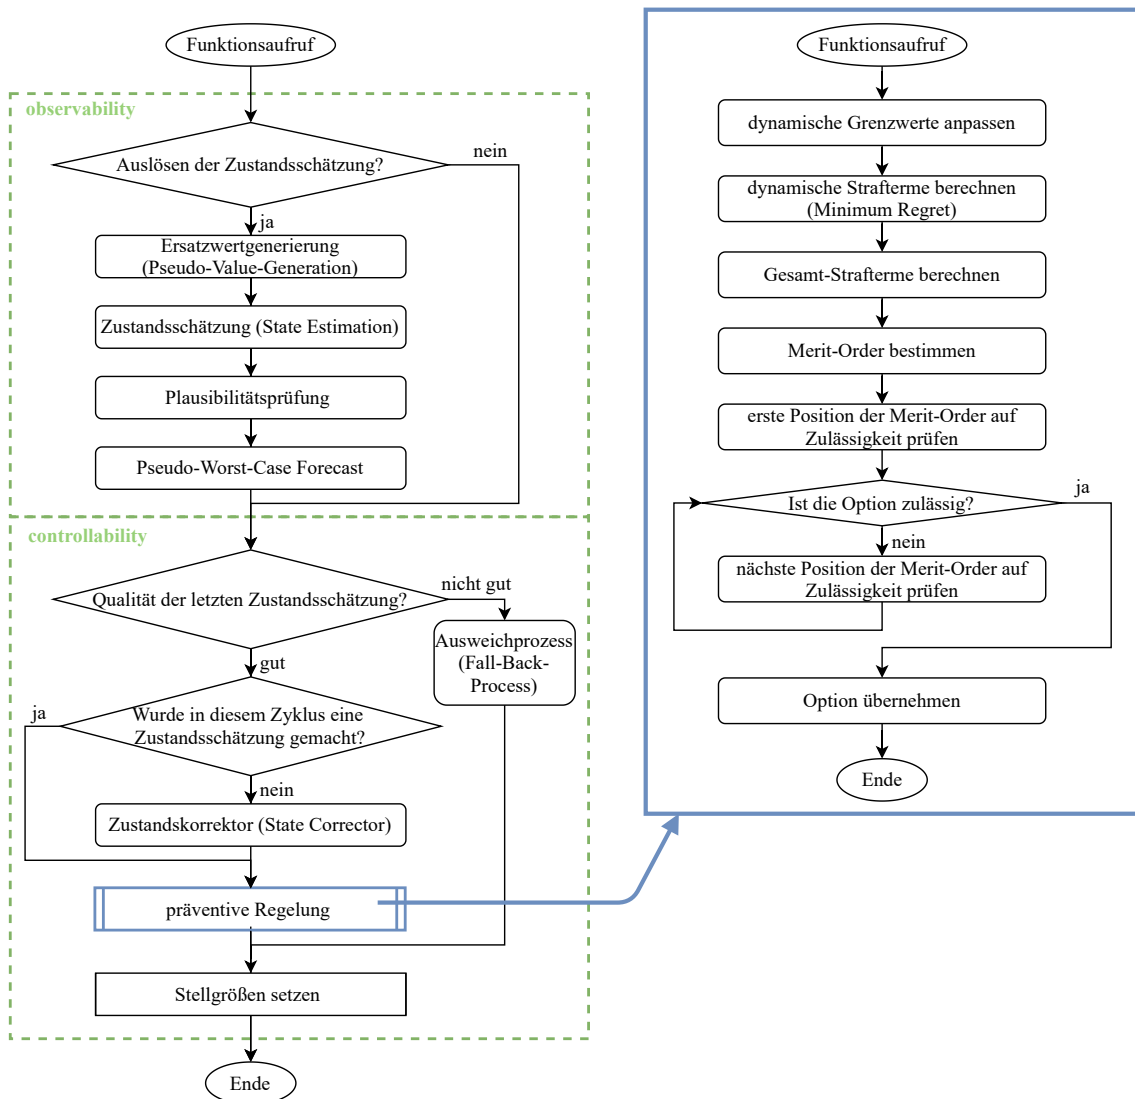 Funktionsaufruf
observability
Auslösen der Zustandsschätzung?
nein
ja
Ersatzwertgenerierung
(Pseudo-Value-Generation)
Zustandsschätzung (State Estimation)
Plausibilitätsprüfung
Pseudo-Worst-Case Forecast
controllability
Qualität der letzten Zustandsschätzung?
nicht gut
Ausweichprozess
(Fall-Back-
Process)
gut
ja
Wurde in diesem Zyklus eine
Zustandsschätzung gemacht?
nein
Zustandskorrektor (State Corrector)
präventive Regelung
Stellgrößen setzen
Ende
Funktionsaufruf
dynamische Grenzwerte anpassen
dynamische Strafterme berechnen
(Minimum Regret)
Gesamt-Strafterme berechnen
Merit-Order bestimmen
erste Position der Merit-Order auf
Zulässigkeit prüfen
Ist die Option zulässig?
ja
nein
nächste Position der Merit-Order auf
Zulässigkeit prüfen
Option übernehmen
Ende